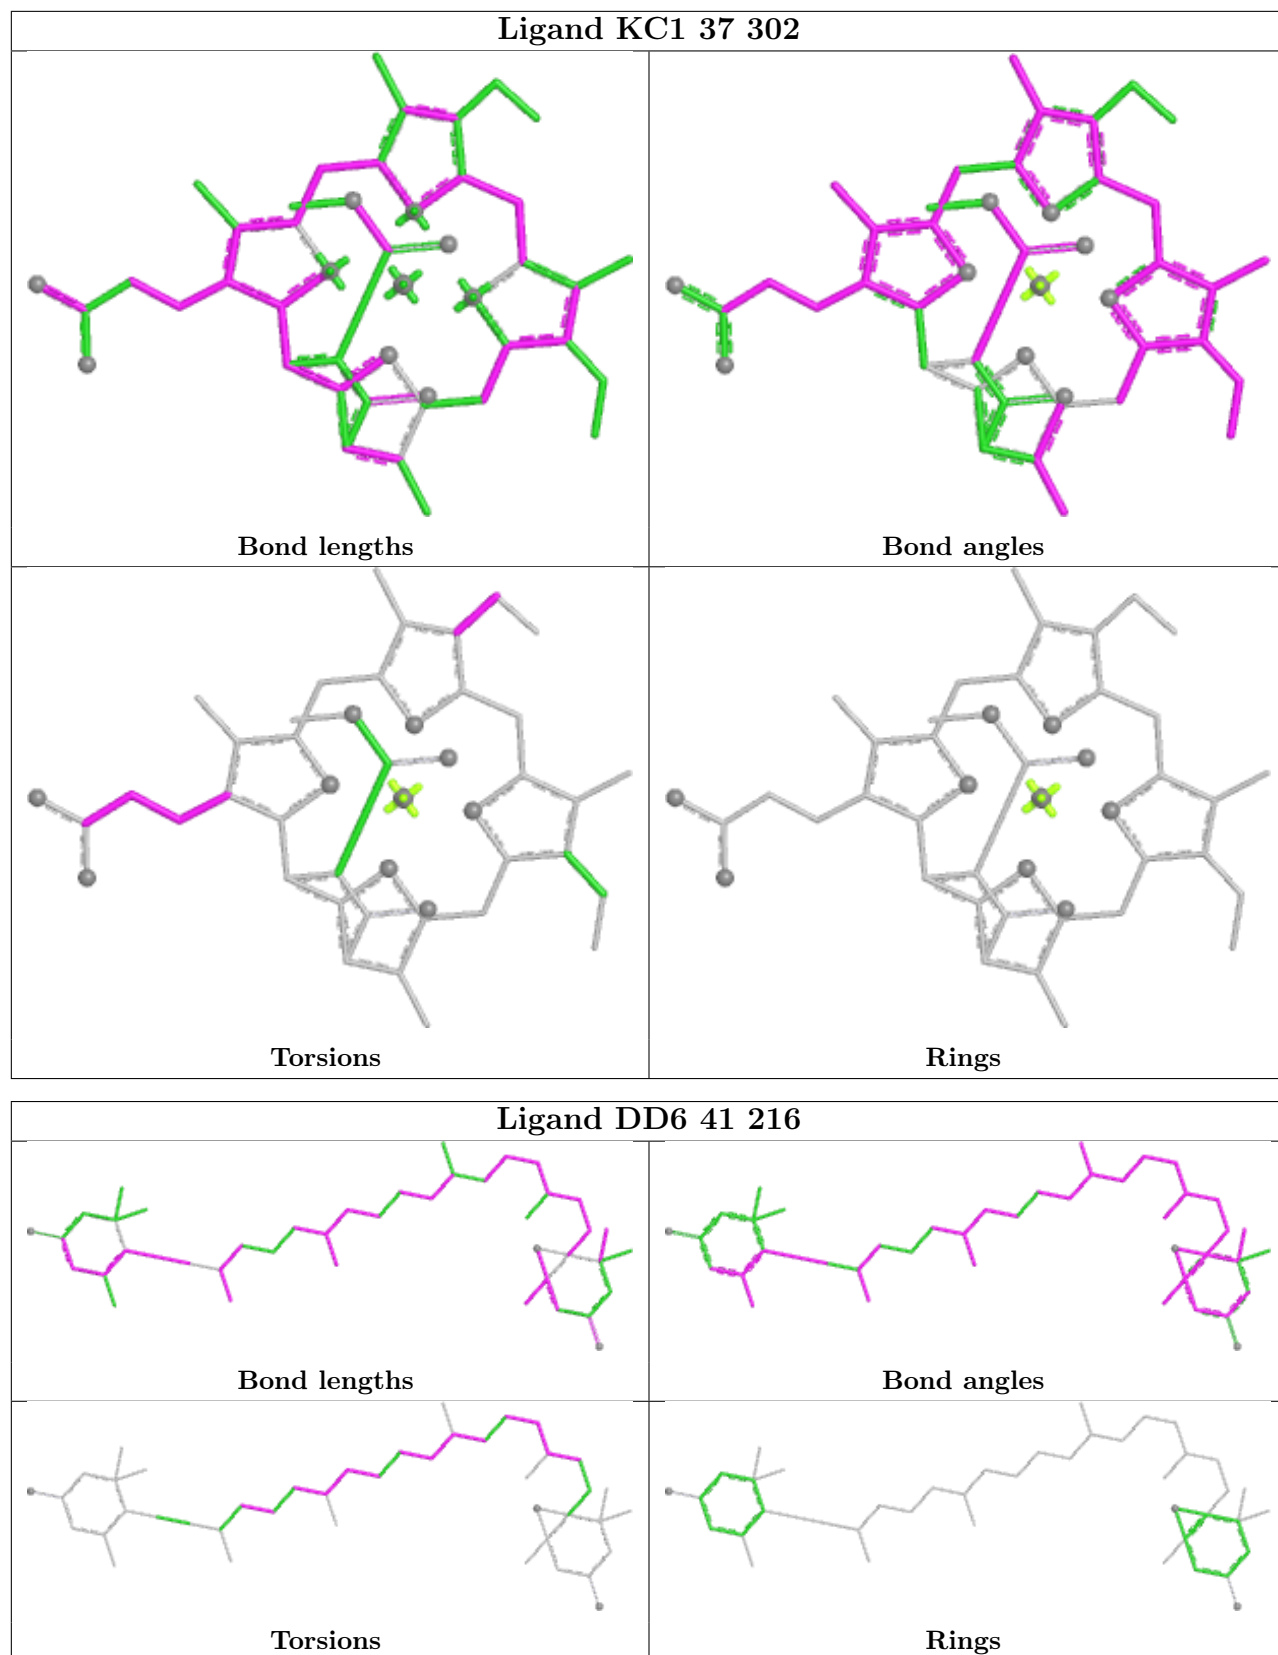 Ligand KC1 37 302
Bond lengths
Bond angles
Torsions
Rings
Ligand DD6 41 216
Bond lengths
Bond angles
Torsions
Rings